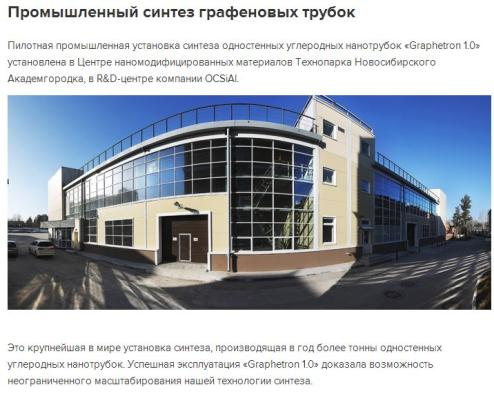 Промышленный синтез графеновых трубок
Пилотная промышленная установка синтеза одностенных углеродных нанотрубок «Graphetron 1.0»
установлена в Центре наномодифицированных материалов Технопарка Новосибирского
Академгородка, в R&D-центре компании OCSiAl.
Это крупнейшая в мире установка синтеза, производящая в год более тонны одностенных
углеродных нанотрубок. Успешная эксплуатация «Graphetron 1.0» доказала возможность
неограниченного масштабирования нашей технологии синтеза.